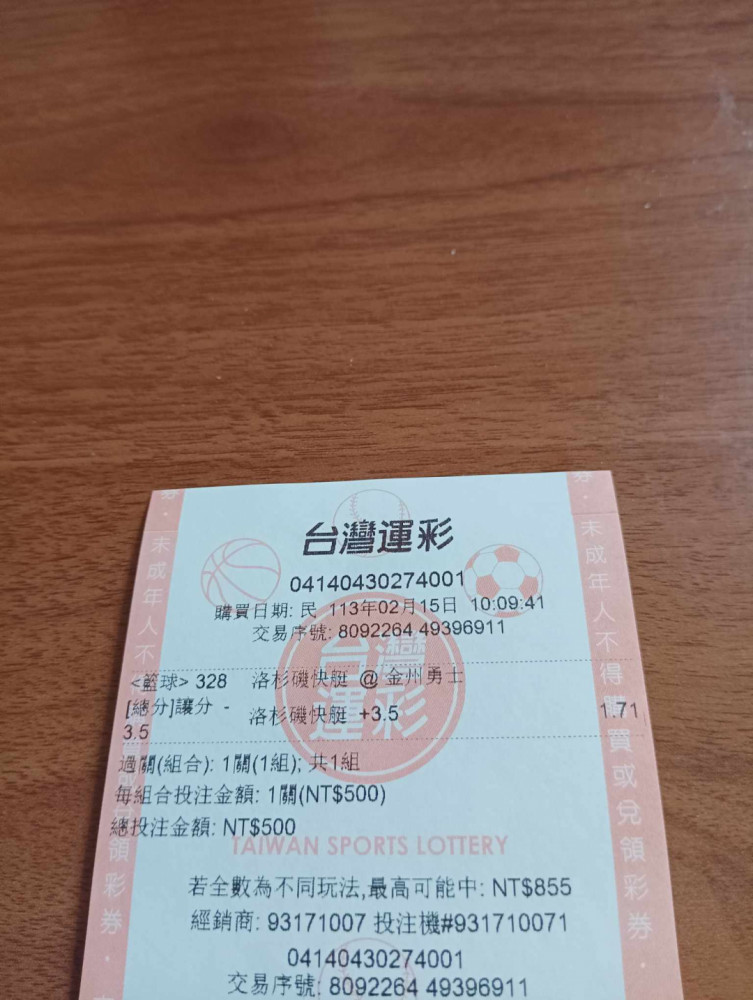 台灣運彩
04140430274001
購買日期: 民 113年02月15日 10:09:41
交易序號: 8092264 49396911
<籃球> 328 洛杉磯快艇 @ 金州勇士
[總分]讓分 - 3.5 洛杉磯快艇 +3.5 1.71
過關(組合): 1關(1組); 共1組
每組合投注金額: 1關(NT$500)
總投注金額: NT$500
TAIWAN SPORTS LOTTERY
若全數為不同玩法,最高可能中: NT$855
經銷商: 93171007 投注機#931710071
04140430274001
交易序號: 8092264 49396911
台灣運彩
未成年人不得購買或兌領彩券